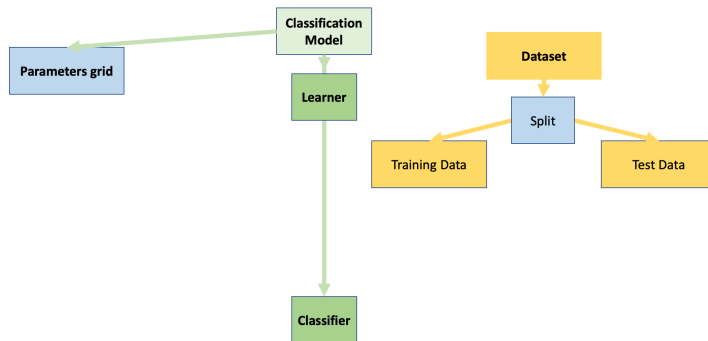 Classification
Model
Parameters grid
Learner
Dataset
Split
Training Data
Test Data
Classifier